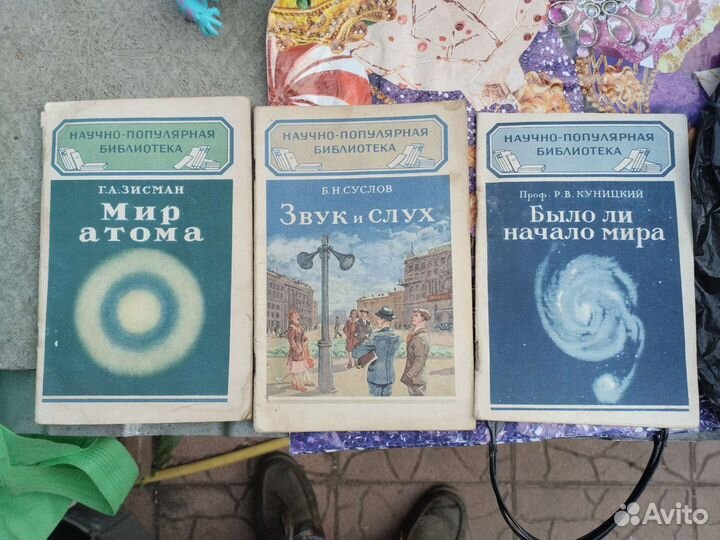 НАУЧНО-ПОПУЛЯРНАЯ
БИБЛИОТЕКА
Г.А.ЗИСМАН
Мир
атома
НАУЧНО-ПОПУЛЯРНАЯ
БИБЛИОТЕКА
Б.Н.СУСЛОВ
Звук и слух
НАУЧНО-ПОПУЛЯРНАЯ
БИБЛИОТЕКА
Проф. Р.В.КУНИЦКИЙ
Было ли
начало мира
Avito